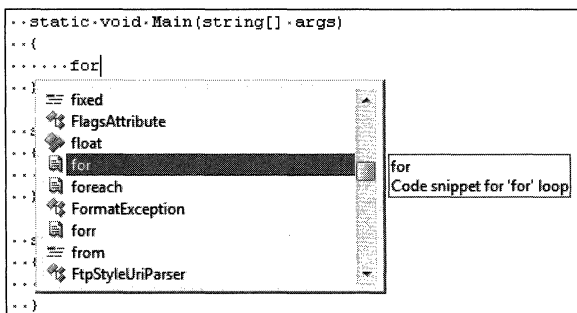 ··static·void·Main(string[]·args)
··{
······for
··}
fixed
FlagsAttribute
float
for
foreach
FormatException
forr
from
FtpStyleUriParser
for
Code snippet for 'for' loop
··}